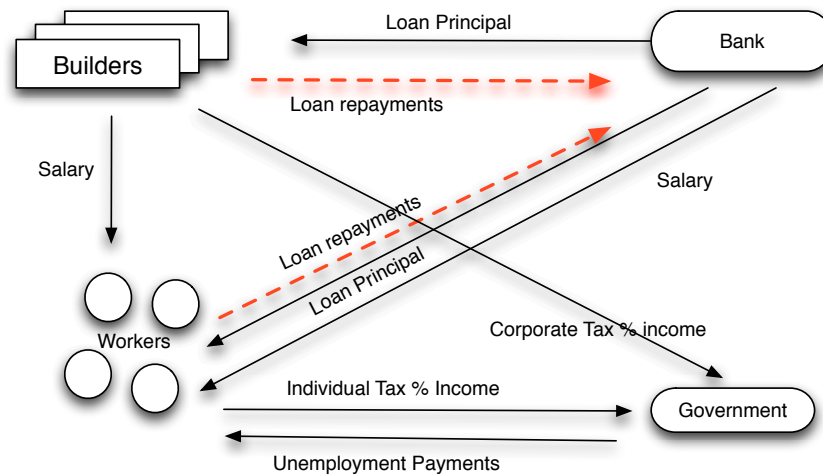 Loan Principal
Bank
Builders
Loan repayments
Salary
Salary
Loan repayments
Loan Principal
Workers
Corporate Tax % income
Individual Tax % Income
Government
Unemployment Payments